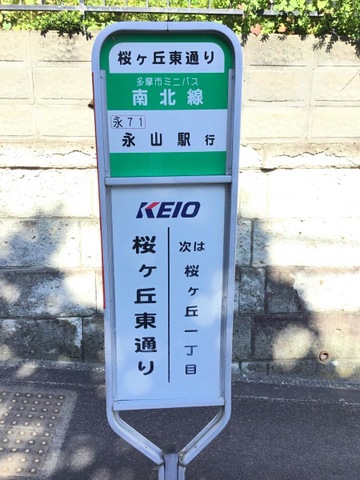 桜ヶ丘東通り
多摩市ミニバス
南北線
永71
永山駅 行
KEIO
桜ヶ丘東通り
次は 桜ヶ丘一丁目